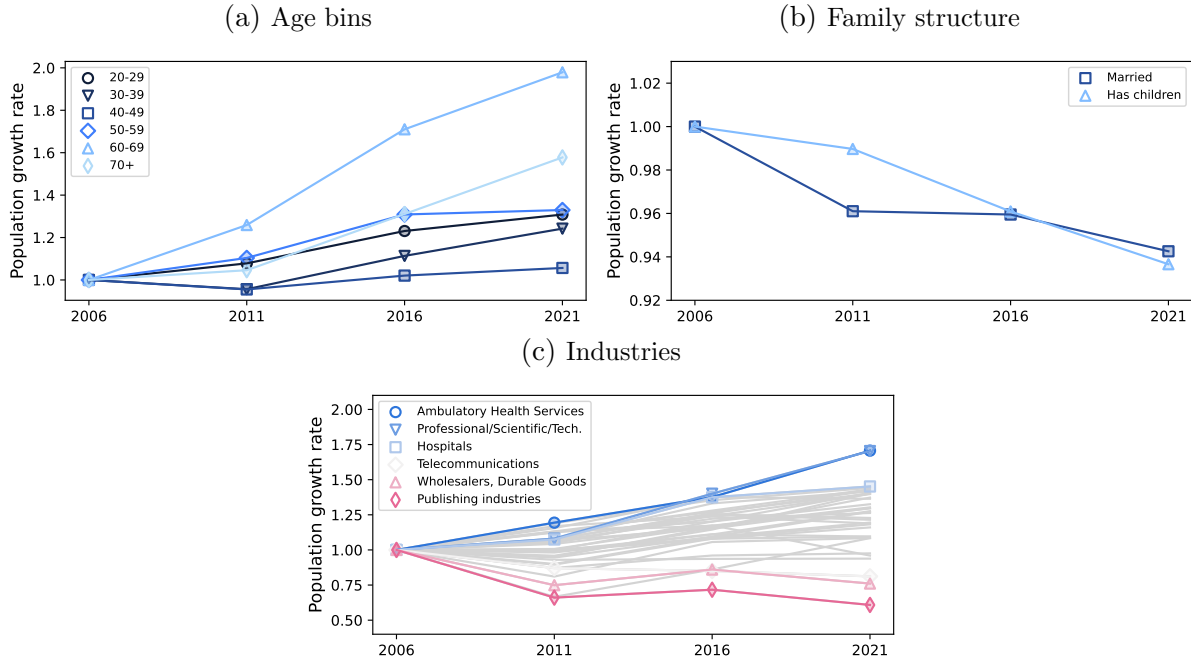 (a) Age bins
Population growth rate
2.0
1.8
1.6
1.4
1.2
1.0
20-29
30-39
40-49
50-59
60-69
70+
2006
2011
2016
2021
(b) Family structure
Population growth rate
1.02
1.00
0.98
0.96
0.94
0.92
Married
Has children
2006
2011
2016
2021
(c) Industries
Population growth rate
2.00
1.75
1.50
1.25
1.00
0.75
0.50
Ambulatory Health Services
Professional/Scientific/Tech.
Hospitals
Telecommunications
Wholesalers, Durable Goods
Publishing industries
2006
2011
2016
2021